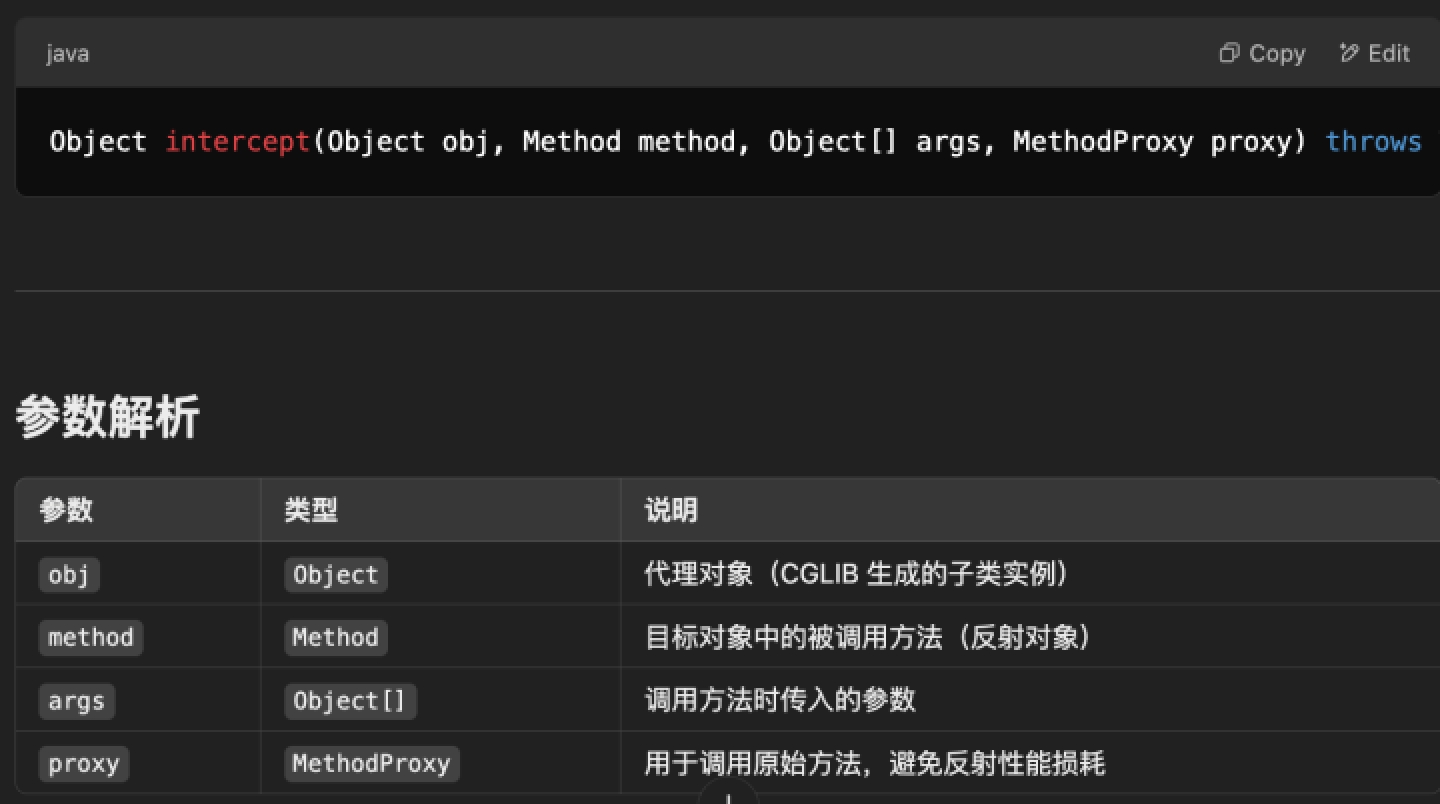 java Copy Edit
Object intercept(Object obj, Method method, Object[] args, MethodProxy proxy) throws
参数解析
参数 类型 说明
obj Object 代理对象（CGLIB 生成的子类实例）
method Method 目标对象中的被调用方法（反射对象）
args Object[] 调用方法时传入的参数
proxy MethodProxy 用于调用原始方法，避免反射性能损耗